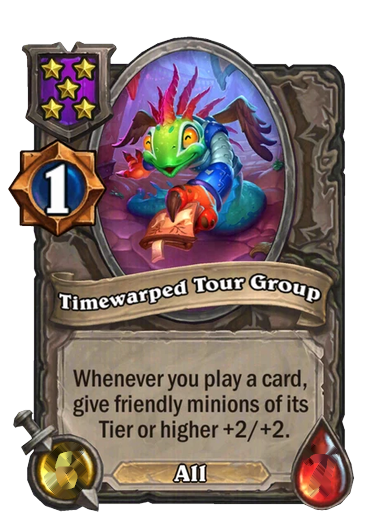 1
Timewarped Tour Group
Whenever you play a card,
give friendly minions of its
Tier or higher +2/+2.
All